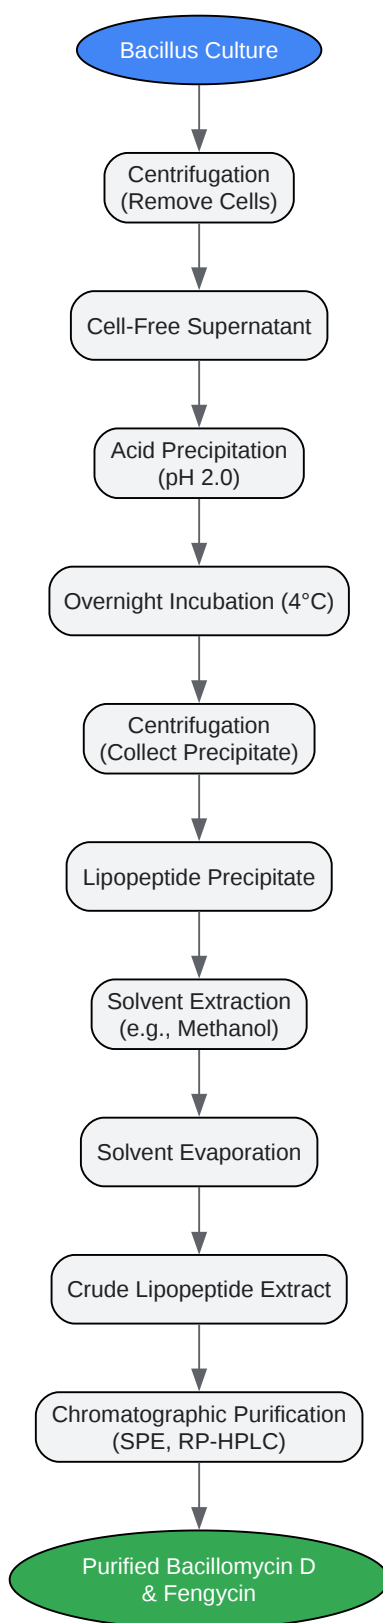 Bacillus Culture
Centrifugation
(Remove Cells)
Cell-Free Supernatant
Acid Precipitation
(pH 2.0)
Overnight Incubation (4°C)
Centrifugation
(Collect Precipitate)
Lipopeptide Precipitate
Solvent Extraction
(e.g., Methanol)
Solvent Evaporation
Crude Lipopeptide Extract
Chromatographic Purification
(SPE, RP-HPLC)
Purified Bacillomycin D
& Fengycin